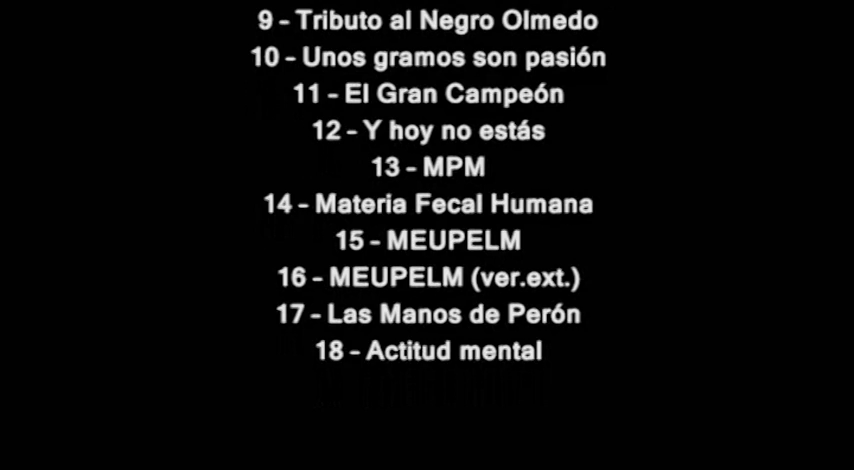 9 - Tributo al Negro Olmedo
10 - Unos gramos son pasión
11 - El Gran Campeón
12 - Y hoy no estás
13 - MPM
14 - Materia Fecal Humana
15 - MEUPELM
16 - MEUPELM (ver.ext.)
17 - Las Manos de Perón
18 - Actitud mental